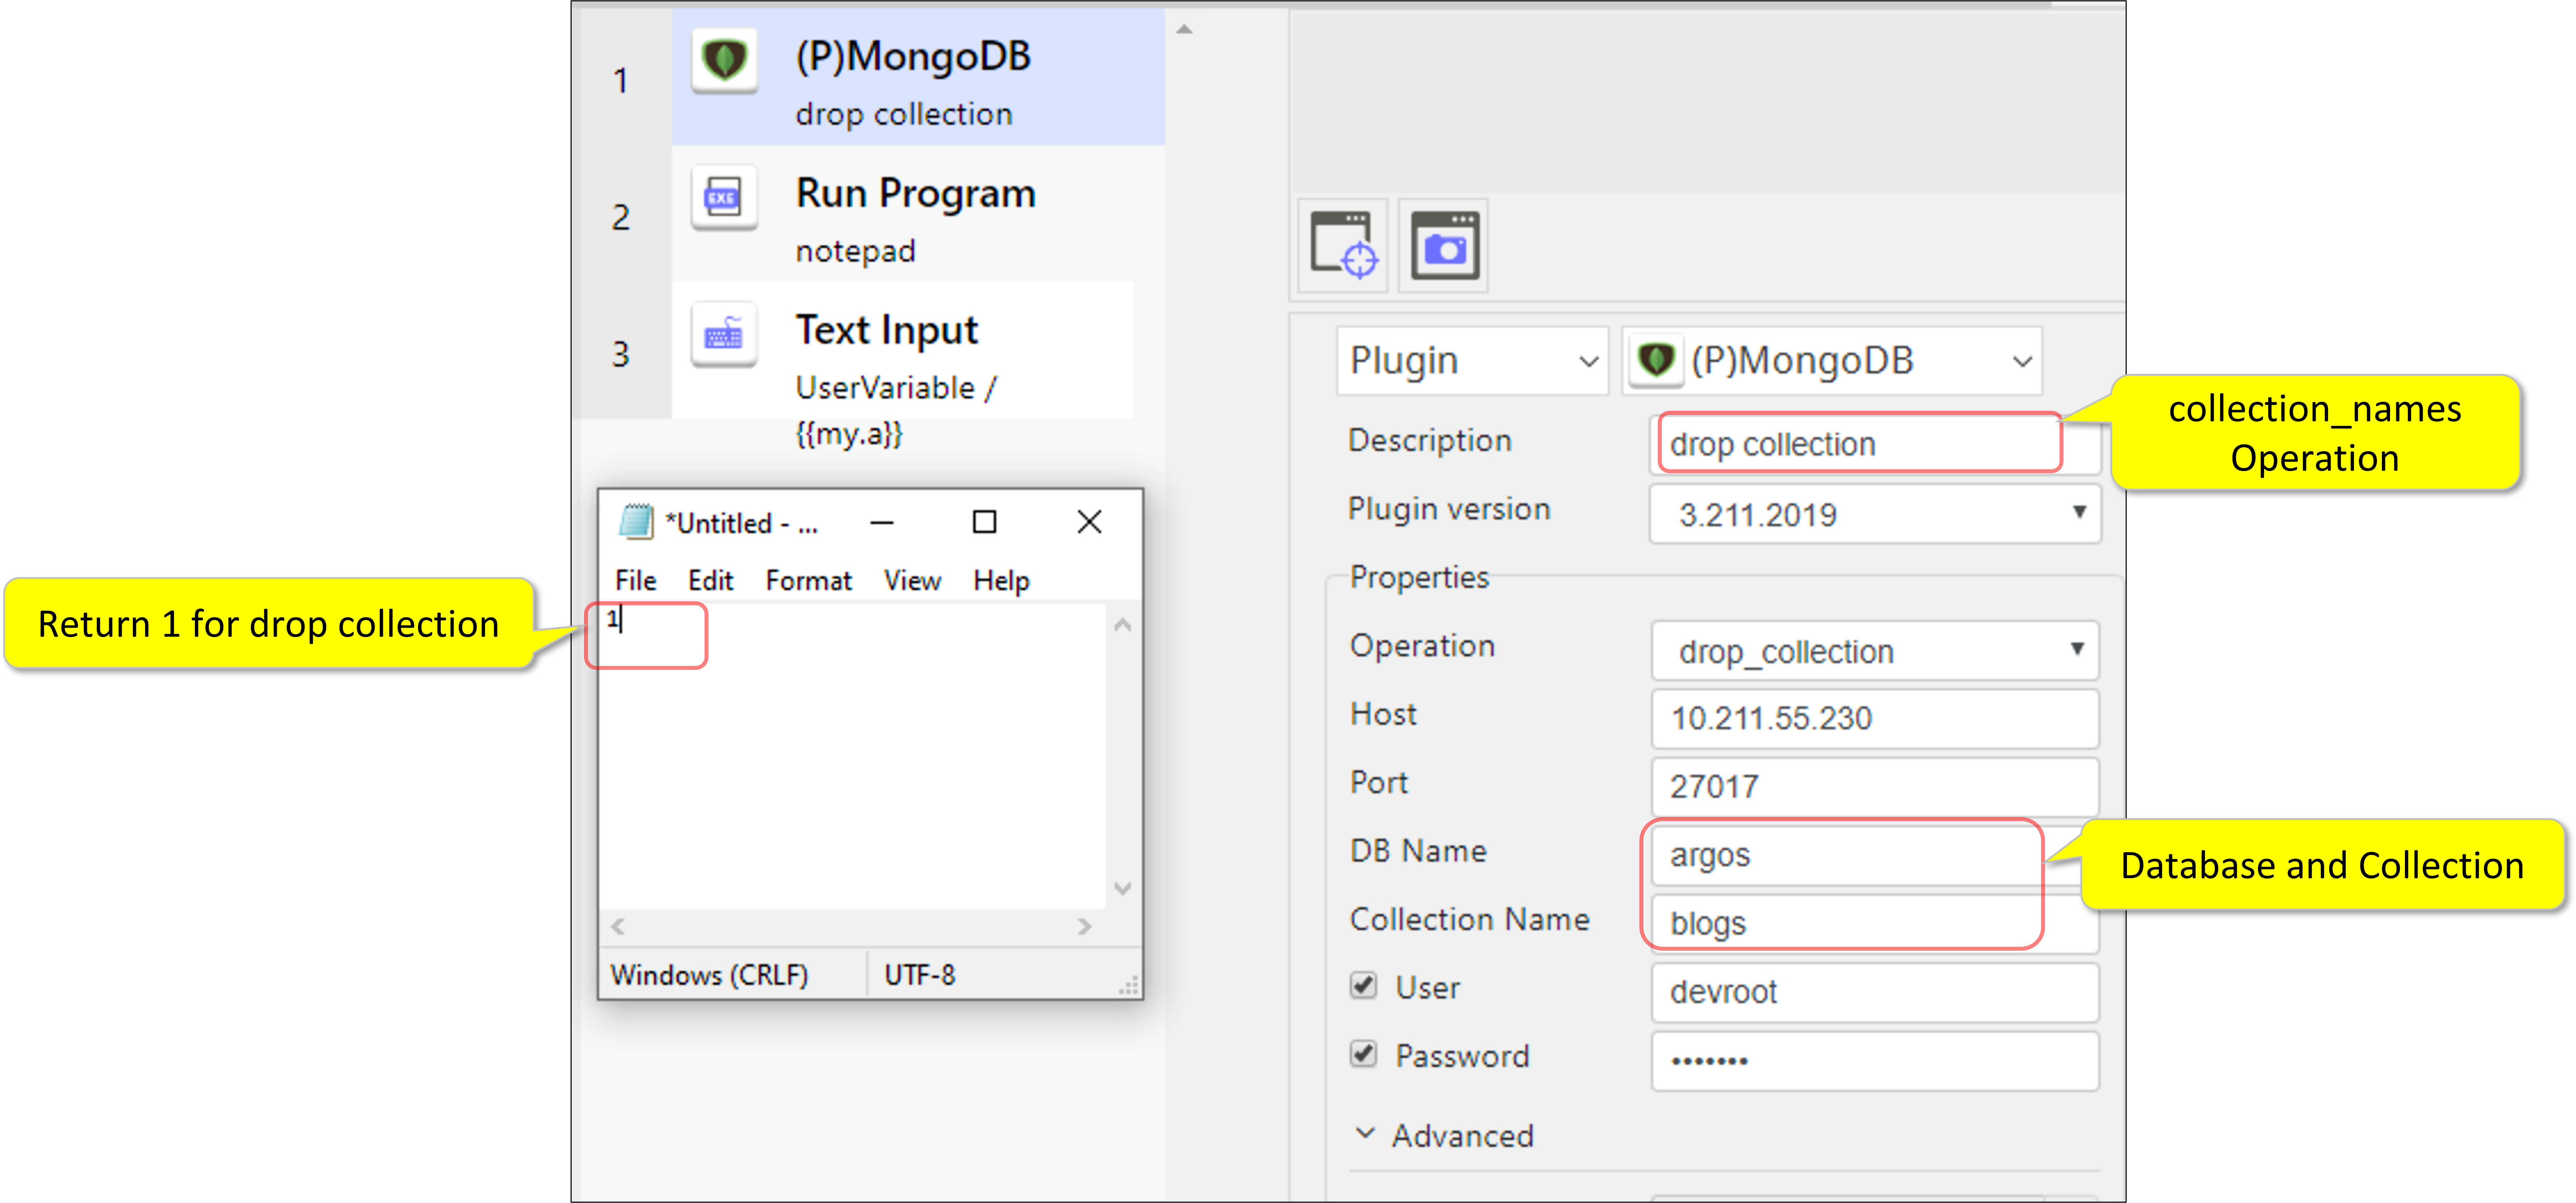 1
(P)MongoDB
drop collection
2
Run Program
notepad
3
Text Input
UserVariable /
{{my.a}}
*Untitled - ...
File Edit Format View Help
1
Windows (CRLF) UTF-8
Return 1 for drop collection
Plugin (P)MongoDB
Description drop collection
collection_names
Operation
Plugin version 3.211.2019
Properties
Operation drop_collection
Host 10.211.55.230
Port 27017
DB Name argos
Collection Name blogs
Database and Collection
User devroot
Password •••••••
Advanced